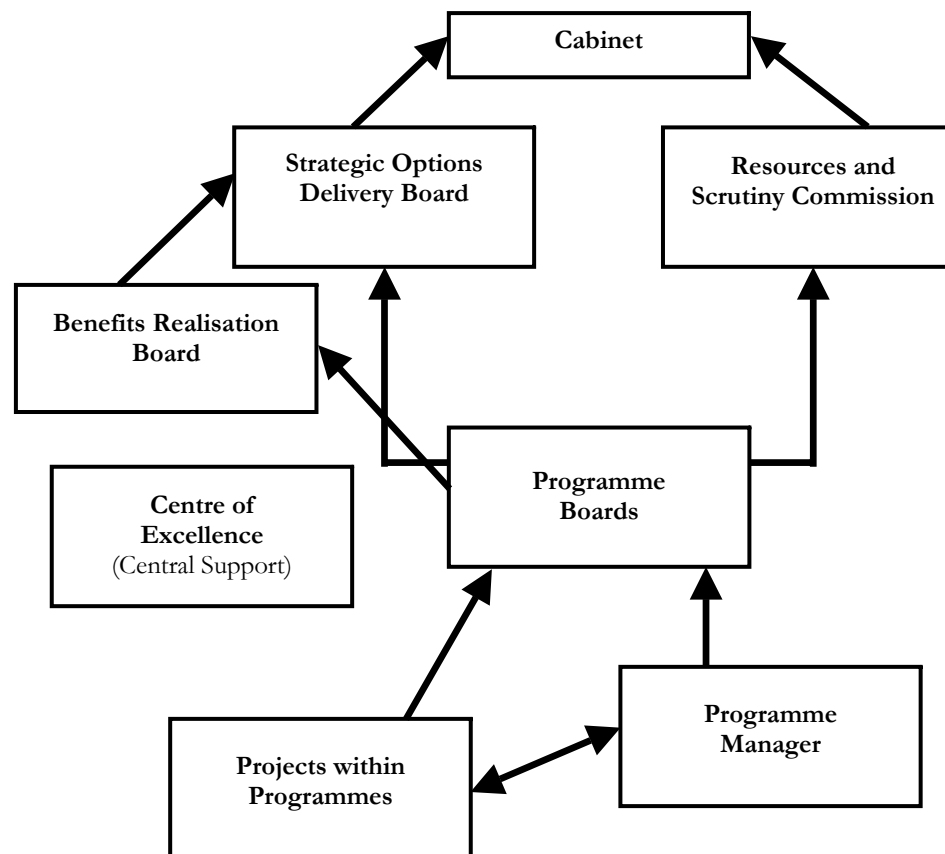 Cabinet
Strategic Options
Delivery Board
Resources and
Scrutiny Commission
Benefits Realisation
Board
Programme
Boards
Centre of
Excellence
(Central Support)
Programme
Manager
Projects within
Programmes